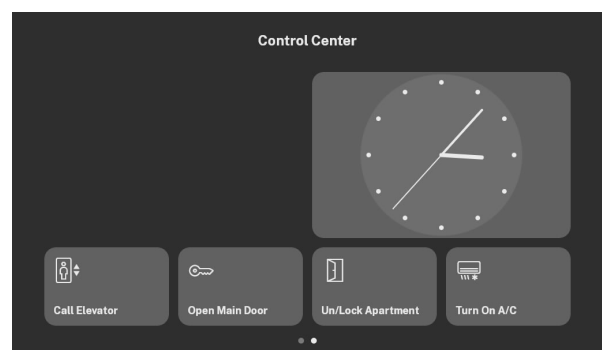 Control Center
Call Elevator
Open Main Door
Un/Lock Apartment
Turn On A/C